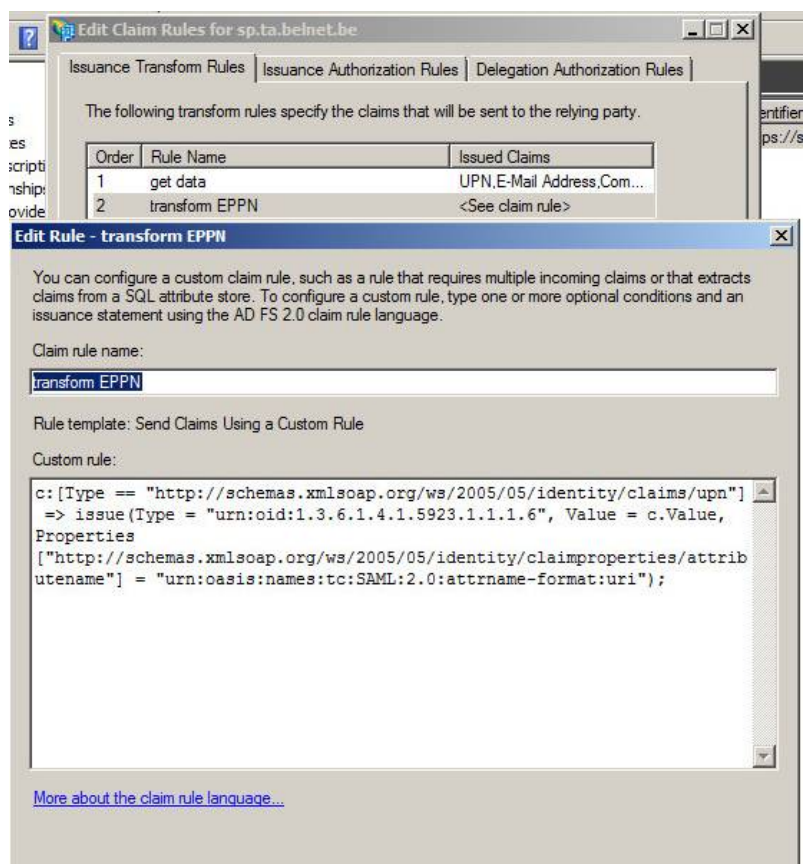 Edit Claim Rules for sp.ta.belnet.be
Issuance Transform Rules
Issuance Authorization Rules
Delegation Authorization Rules
The following transform rules specify the claims that will be sent to the relying party.
Order Rule Name Issued Claims
1 get data UPN,E-Mail Address,Com...
2 transform EPPN <See claim rule>
Edit Rule - transform EPPN
You can configure a custom claim rule, such as a rule that requires multiple incoming claims or that extracts
claims from a SQL attribute store. To configure a custom rule, type one or more optional conditions and an
issuance statement using the AD FS 2.0 claim rule language.
Claim rule name:
transform EPPN
Rule template: Send Claims Using a Custom Rule
Custom rule:
c:[Type == "http://schemas.xmlsoap.org/ws/2005/05/identity/claims/upn"]
=> issue(Type = "urn:oid:1.3.6.1.4.1.5923.1.1.1.6", Value = c.Value,
Properties
["http://schemas.xmlsoap.org/ws/2005/05/identity/claimproperties/attrib
utename"] = "urn:oasis:names:tc:SAML:2.0:attrname-format:uri");
More about the claim rule language...